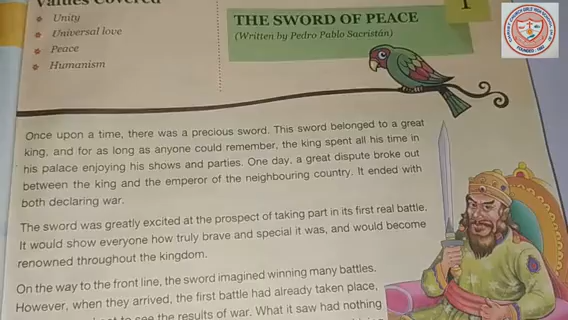 Values Covered
Unity
Universal love
Peace
Humanism
1
THE SWORD OF PEACE
(Written by Pedro Pablo Sacristán)
Once upon a time, there was a precious sword. This sword belonged to a great
king, and for as long as anyone could remember, the king spent all his time in
his palace enjoying his shows and parties. One day, a great dispute broke out
between the king and the emperor of the neighbouring country. It ended with
both declaring war.
The sword was greatly excited at the prospect of taking part in its first real battle.
It would show everyone how truly brave and special it was, and would become
renowned throughout the kingdom.
On the way to the front line, the sword imagined winning many battles.
However, when they arrived, the first battle had already taken place,
to see the results of war. What it saw had nothing